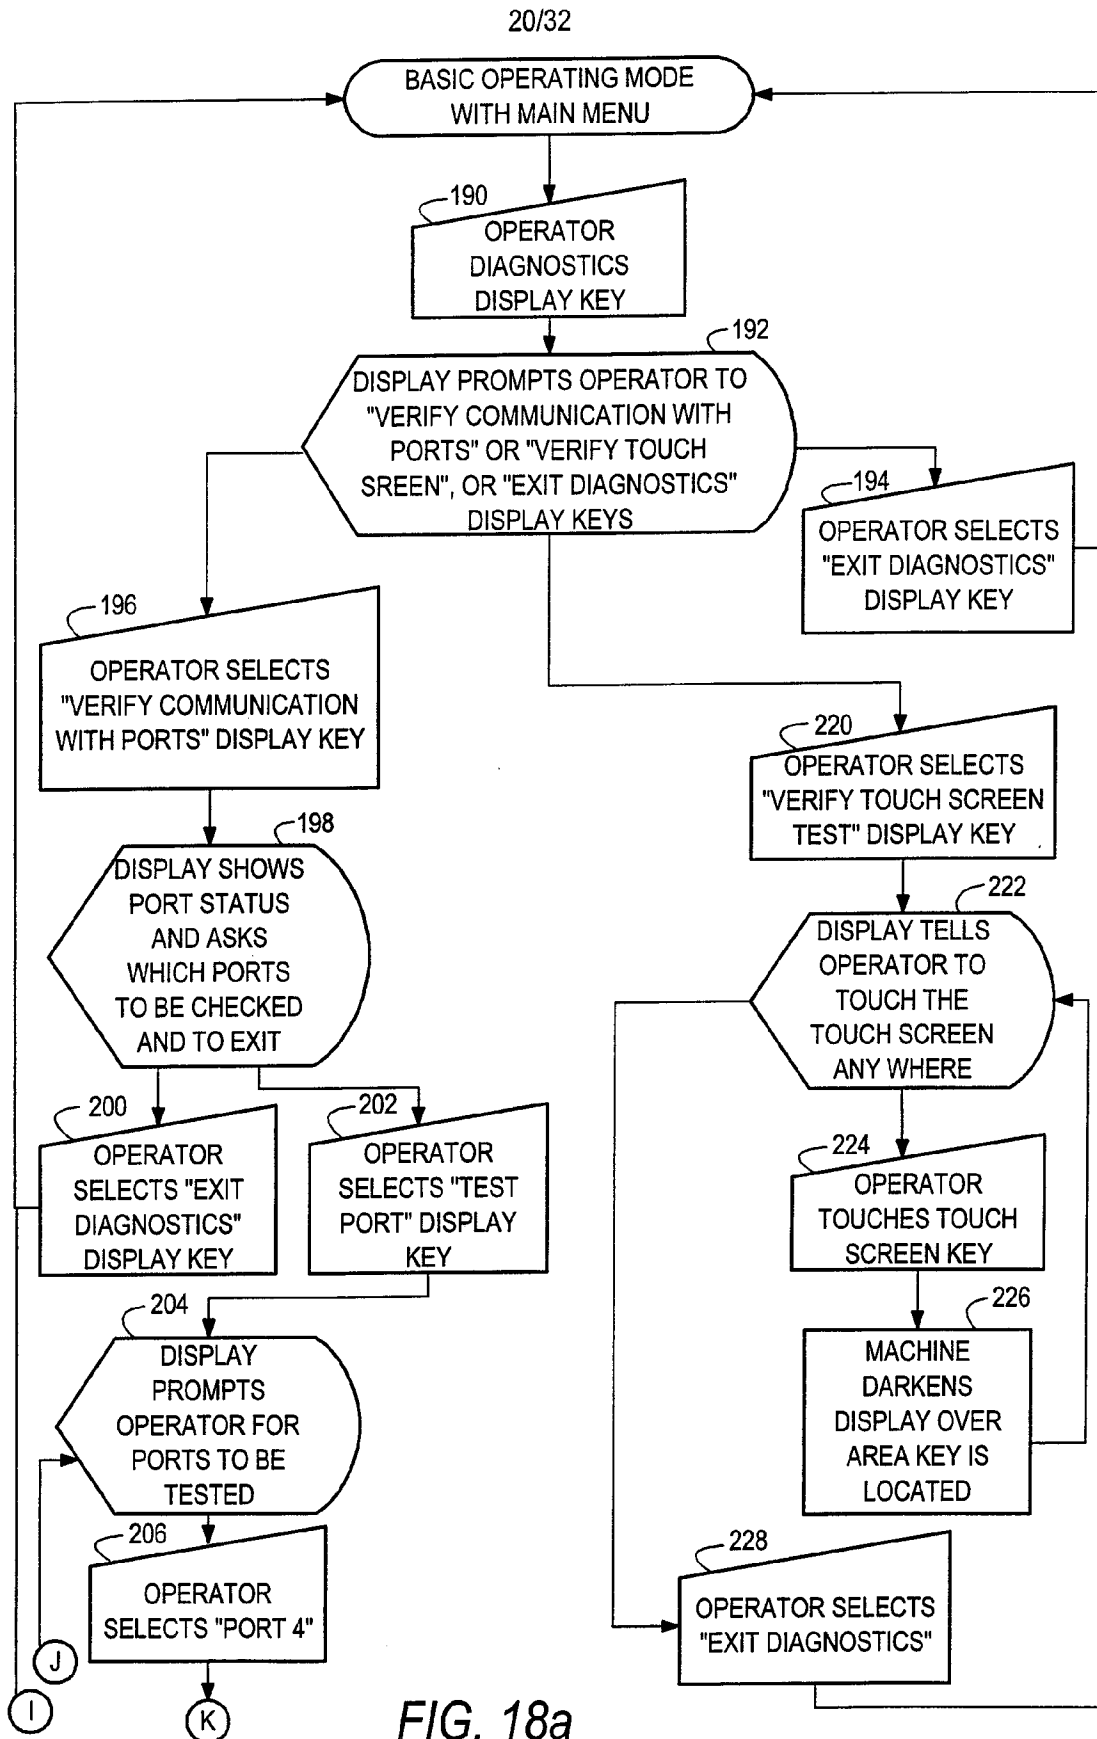 20/32
BASIC OPERATING MODE
WITH MAIN MENU
190
OPERATOR
DIAGNOSTICS
DISPLAY KEY
192
DISPLAY PROMPTS OPERATOR TO
"VERIFY COMMUNICATION WITH
PORTS" OR "VERIFY TOUCH
SREEN", OR "EXIT DIAGNOSTICS"
DISPLAY KEYS
194
OPERATOR SELECTS
"EXIT DIAGNOSTICS"
DISPLAY KEY
196
OPERATOR SELECTS
"VERIFY COMMUNICATION
WITH PORTS" DISPLAY KEY
198
DISPLAY SHOWS
PORT STATUS
AND ASKS
WHICH PORTS
TO BE CHECKED
AND TO EXIT
200
OPERATOR
SELECTS "EXIT
DIAGNOSTICS"
DISPLAY KEY
202
OPERATOR
SELECTS "TEST
PORT" DISPLAY
KEY
204
DISPLAY
PROMPTS
OPERATOR FOR
PORTS TO BE
TESTED
206
OPERATOR
SELECTS "PORT 4"
J
I
K
220
OPERATOR SELECTS
"VERIFY TOUCH SCREEN
TEST" DISPLAY KEY
222
DISPLAY TELLS
OPERATOR TO
TOUCH THE
TOUCH SCREEN
ANY WHERE
224
OPERATOR
TOUCHES TOUCH
SCREEN KEY
226
MACHINE
DARKENS
DISPLAY OVER
AREA KEY IS
LOCATED
228
OPERATOR SELECTS
"EXIT DIAGNOSTICS"
FIG. 18a